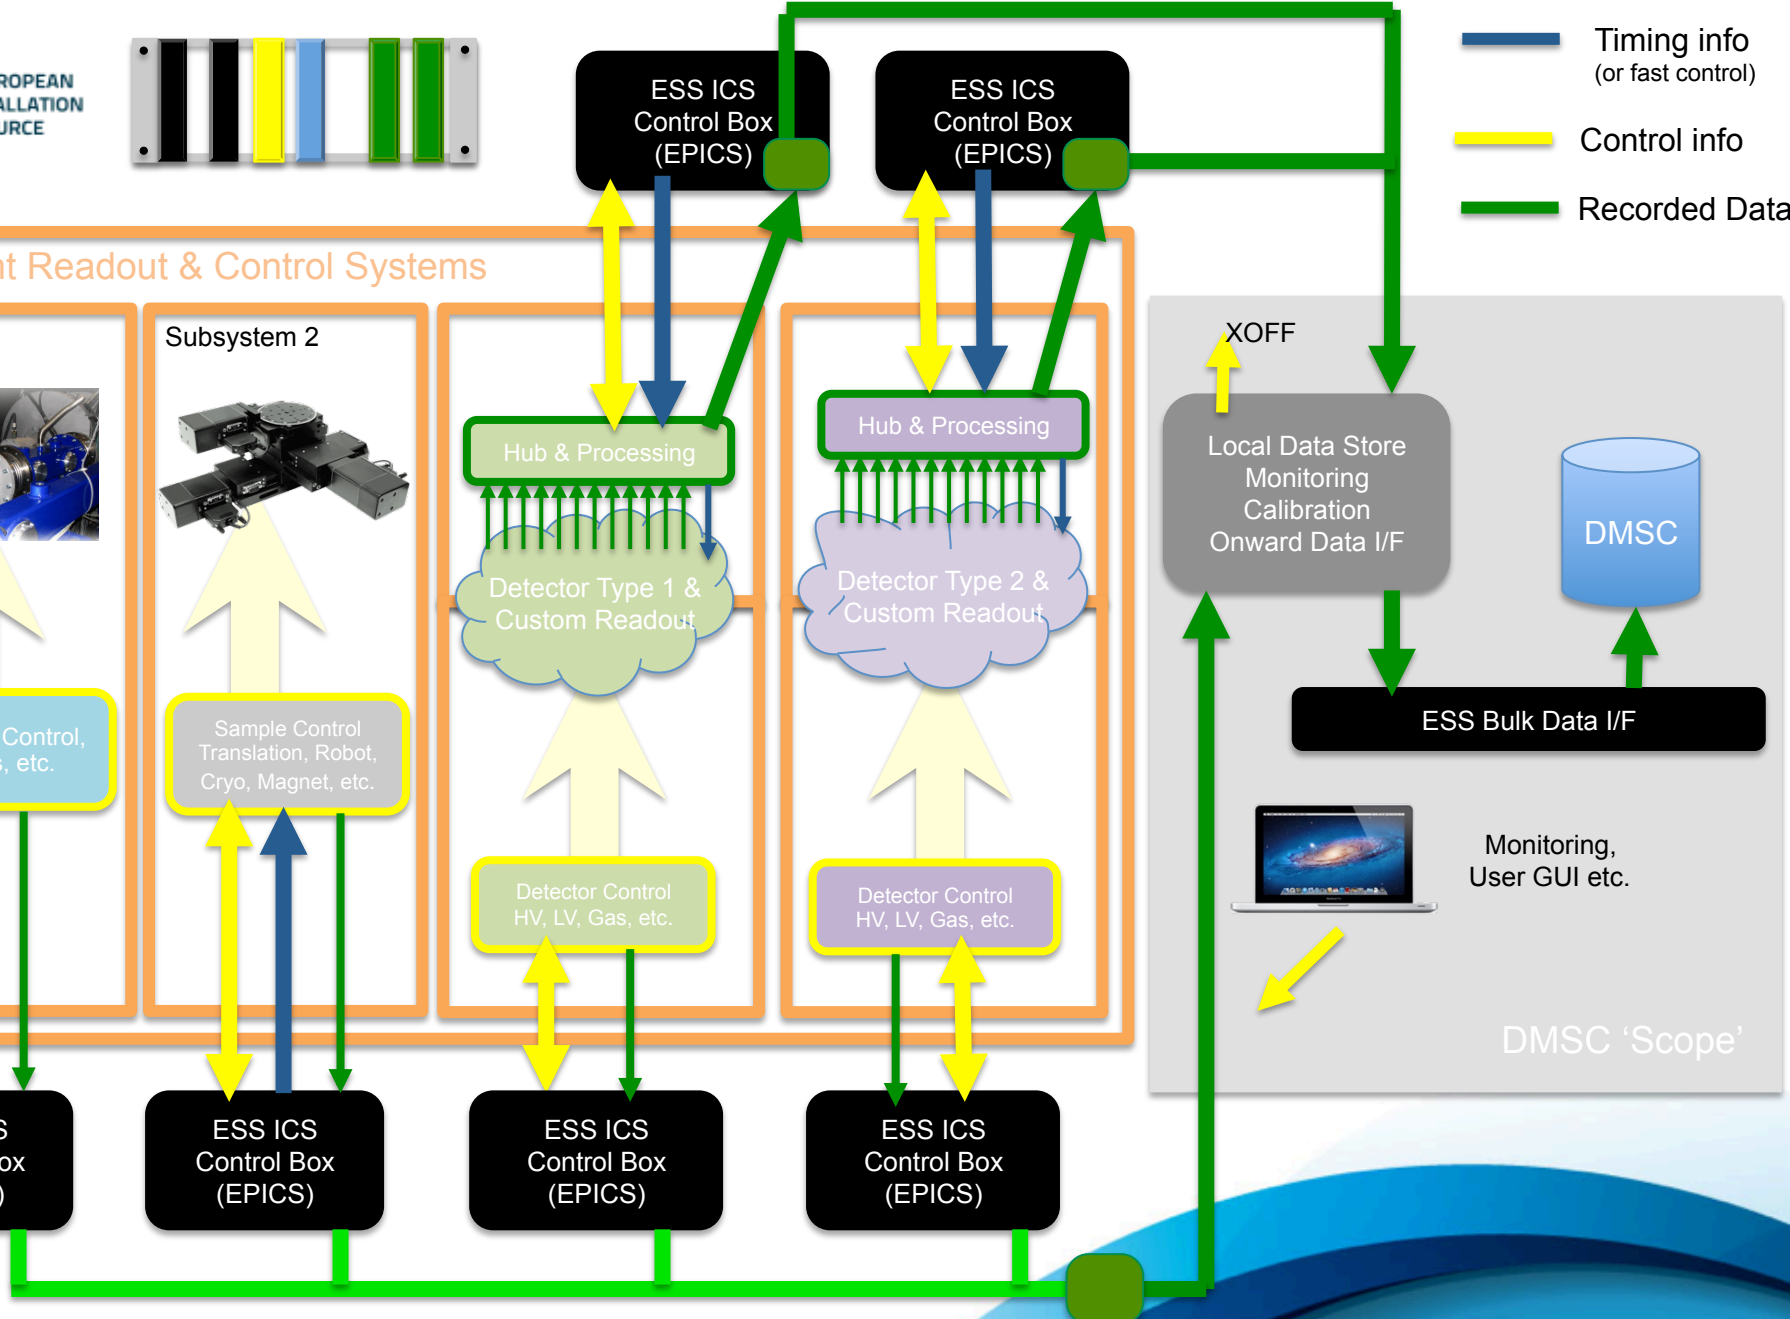 ROPEAN
ALLATION
URCE
ESS ICS
Control Box
(EPICS)
ESS ICS
Control Box
(EPICS)
Timing info
(or fast control)
Control info
Recorded Data
nt Readout & Control Systems
Subsystem 2
XOFF
Hub & Processing
Hub & Processing
Local Data Store
Monitoring
Calibration
Onward Data I/F
DMSC
Detector Type 1 &
Custom Readout
Detector Type 2 &
Custom Readout
Control,
s, etc.
Sample Control
Translation, Robot,
Cryo, Magnet, etc.
ESS Bulk Data I/F
Detector Control
HV, LV, Gas, etc.
Detector Control
HV, LV, Gas, etc.
Monitoring,
User GUI etc.
DMSC ‘Scope’
S
ox
)
ESS ICS
Control Box
(EPICS)
ESS ICS
Control Box
(EPICS)
ESS ICS
Control Box
(EPICS)